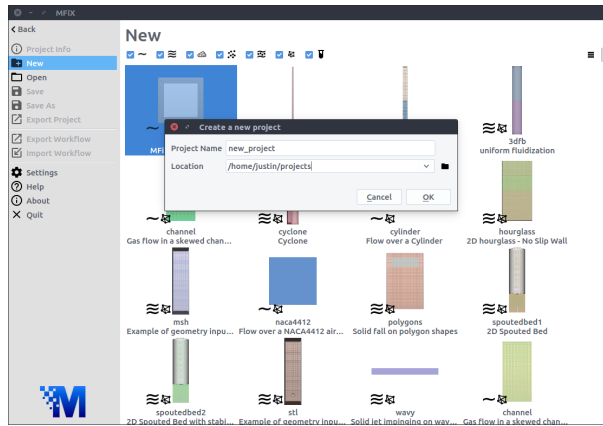 MFiX
Back
New
Project Info
New
Open
Save
Save As
Export Project
Export Workflow
Import Workflow
Settings
Help
About
Quit
Create a new project
Project Name new_project
Location /home/justin/projects
Cancel OK
3dfb
uniform fluidization
channel cyclone cylinder hourglass
Gas flow in a skewed chan... Cyclone Flow over a Cylinder 2D hourglass - No Slip Wall
msh naca4412 polygons spoutedbed1
Example of geometry inpu... Flow over a NACA4412 air... Solid fall on polygon shapes 2D Spouted Bed
spoutedbed2 stl wavy channel
2D Spouted Bed with stabi... Example of geometry inpu... Solid jet impinging on wav... Gas flow in a skewed chan...
M